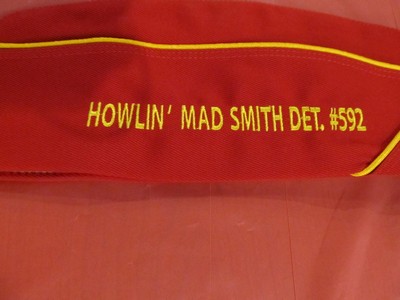 HOWLIN' MAD SMITH DET. #592